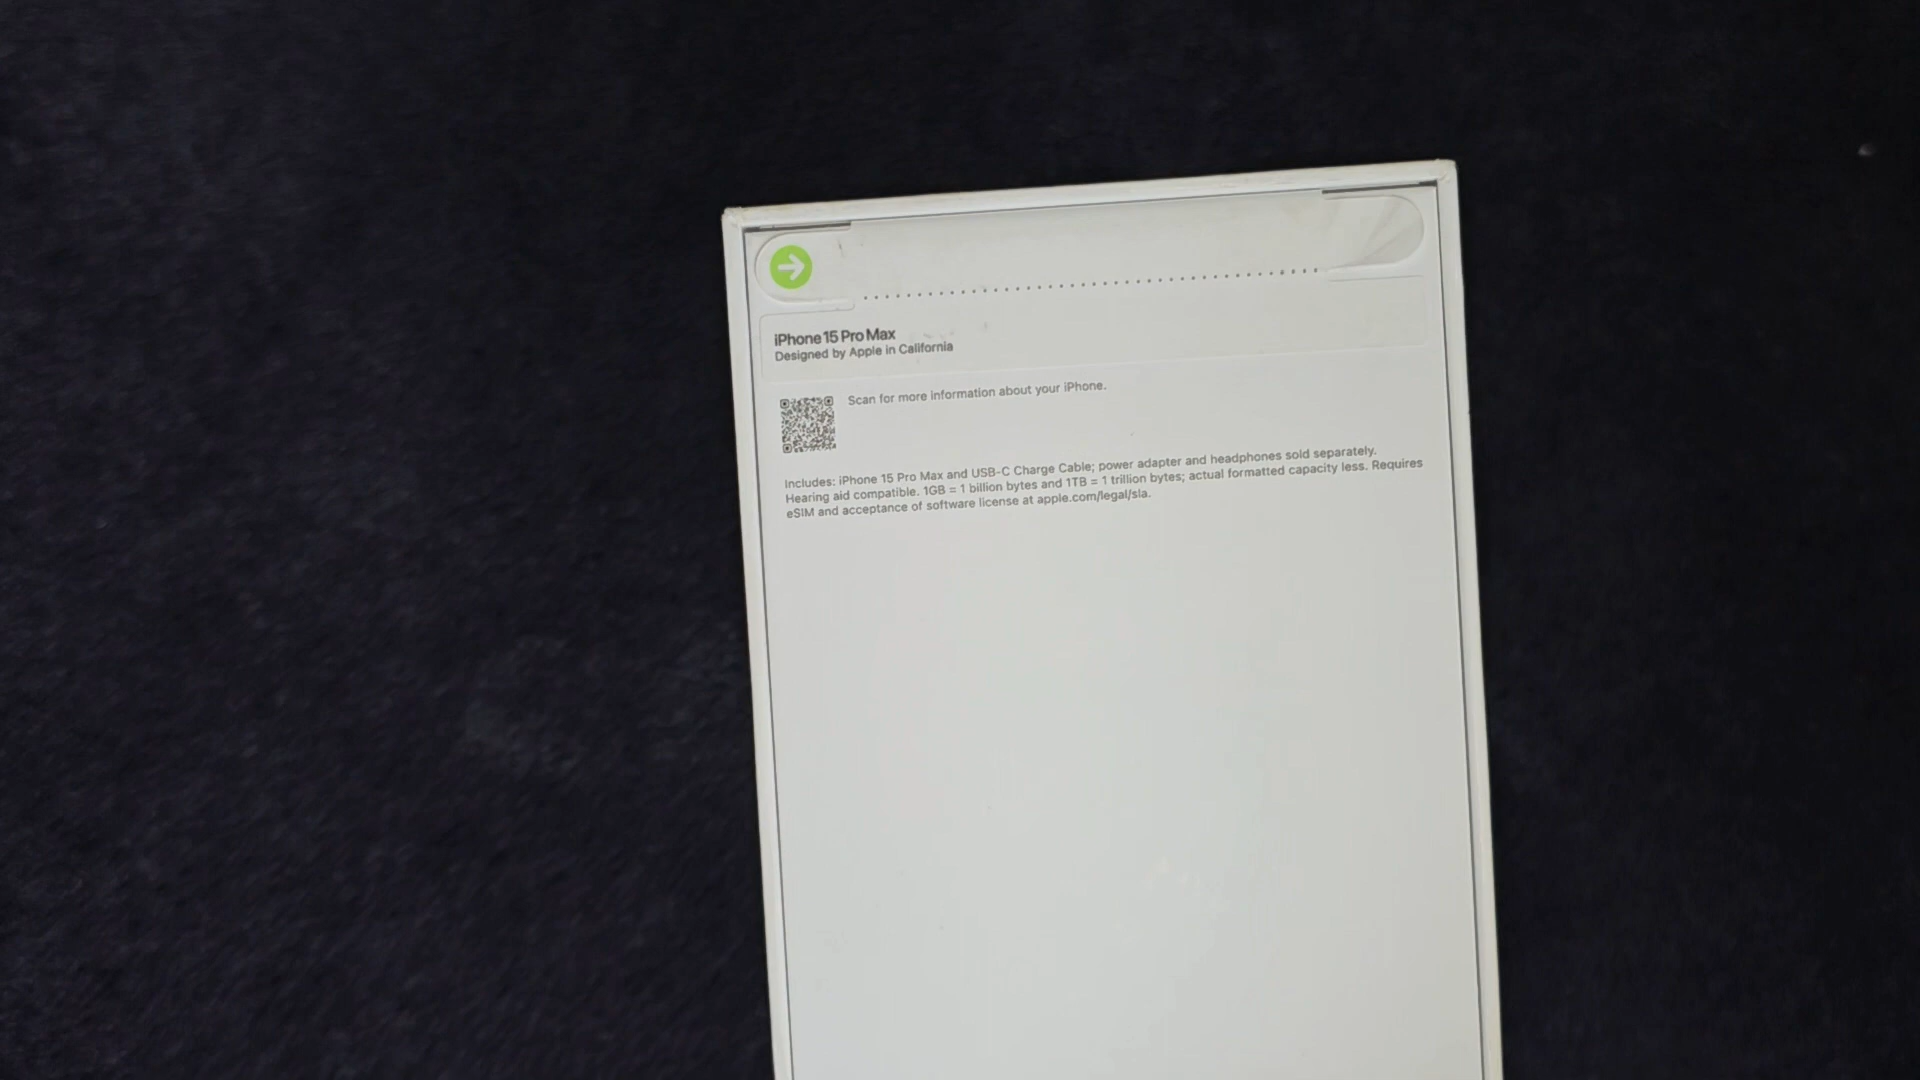 iPhone 15 Pro Max
Designed by Apple in California
Scan for more information about your iPhone.
Includes: iPhone 15 Pro Max and USB-C Charge Cable; power adapter and headphones sold separately.
Hearing aid compatible. 1GB = 1 billion bytes and 1TB = 1 trillion bytes; actual formatted capacity less. Requires
eSIM and acceptance of software license at apple.com/legal/sla.